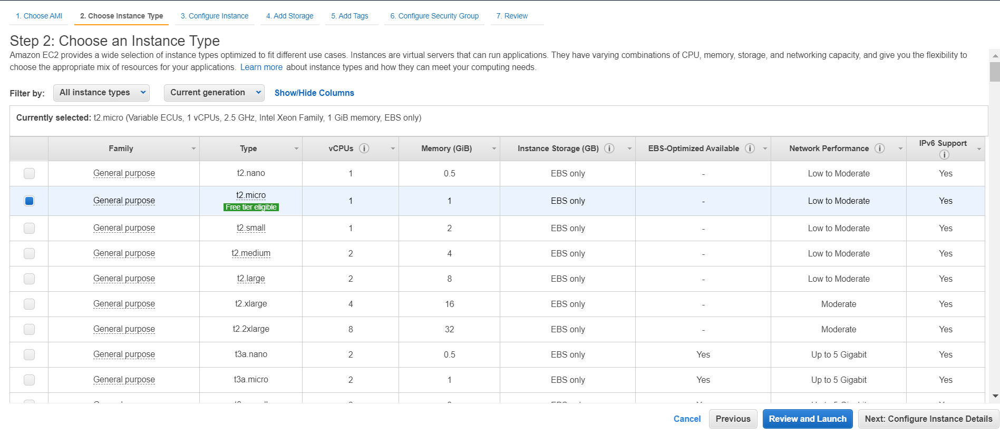 1. Choose AMI 2. Choose Instance Type 3. Configure Instance 4. Add Storage 5. Add Tags 6. Configure Security Group 7. Review
Step 2: Choose an Instance Type
Amazon EC2 provides a wide selection of instance types optimized to fit different use cases. Instances are virtual servers that can run applications. They have varying combinations of CPU, memory, storage, and networking capacity, and give you the flexibility to
choose the appropriate mix of resources for your applications. Learn more about instance types and how they can meet your computing needs.
Filter by: All instance types Current generation Show/Hide Columns
Currently selected: t2.micro (Variable ECUs, 1 vCPUs, 2.5 GHz, Intel Xeon Family, 1 GiB memory, EBS only)
Family Type vCPUs Memory (GiB) Instance Storage (GB) EBS-Optimized Available Network Performance IPv6 Support
General purpose t2.nano 1 0.5 EBS only - Low to Moderate Yes
General purpose t2.micro 1 1 EBS only - Low to Moderate Yes
Free tier eligible
General purpose t2.small 1 2 EBS only - Low to Moderate Yes
General purpose t2.medium 2 4 EBS only - Low to Moderate Yes
General purpose t2.large 2 8 EBS only - Low to Moderate Yes
General purpose t2.xlarge 4 16 EBS only - Moderate Yes
General purpose t2.2xlarge 8 32 EBS only - Moderate Yes
General purpose t3a.nano 2 0.5 EBS only Yes Up to 5 Gigabit Yes
General purpose t3a.micro 2 1 EBS only Yes Up to 5 Gigabit Yes
Cancel Previous Review and Launch Next: Configure Instance Details